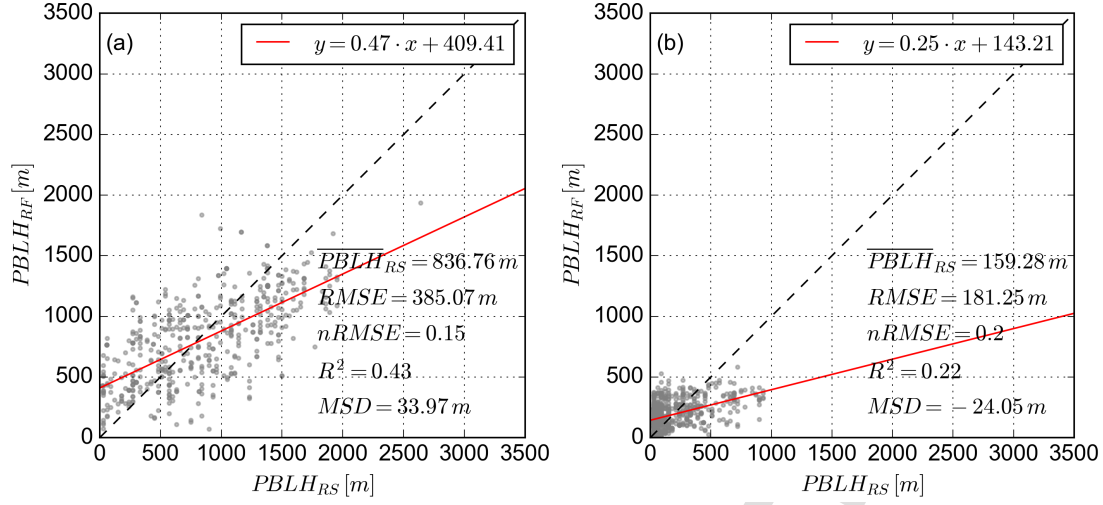 (a)
y = 0.47 · x + 409.41
3500
3000
2500
2000
1500
1000
500
0
PBLH_RF [m]
PBLH_RS = 836.76 m
RMSE = 385.07 m
nRMSE = 0.15
R² = 0.43
MSD = 33.97 m
0 500 1000 1500 2000 2500 3000 3500
PBLH_RS [m]
(b)
y = 0.25 · x + 143.21
3500
3000
2500
2000
1500
1000
500
0
PBLH_RF [m]
PBLH_RS = 159.28 m
RMSE = 181.25 m
nRMSE = 0.2
R² = 0.22
MSD = − 24.05 m
0 500 1000 1500 2000 2500 3000 3500
PBLH_RS [m]